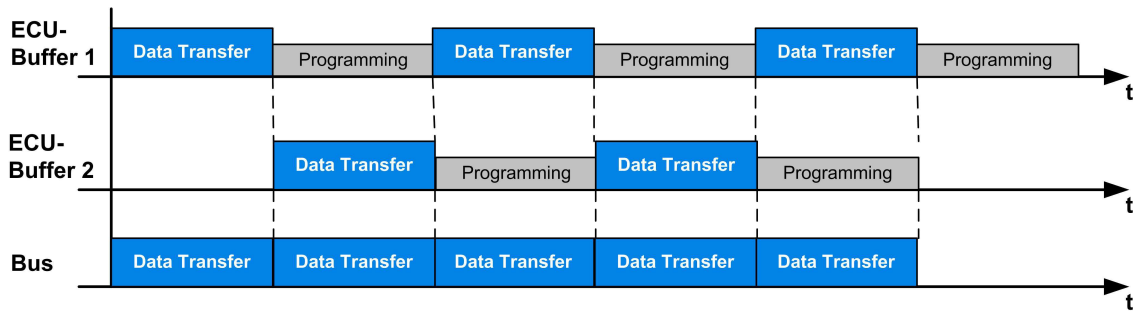 ECU-
Buffer 1
Data Transfer
Programming
Data Transfer
Programming
Data Transfer
Programming
t
ECU-
Buffer 2
Data Transfer
Programming
Data Transfer
Programming
t
Bus
Data Transfer
Data Transfer
Data Transfer
Data Transfer
Data Transfer
t